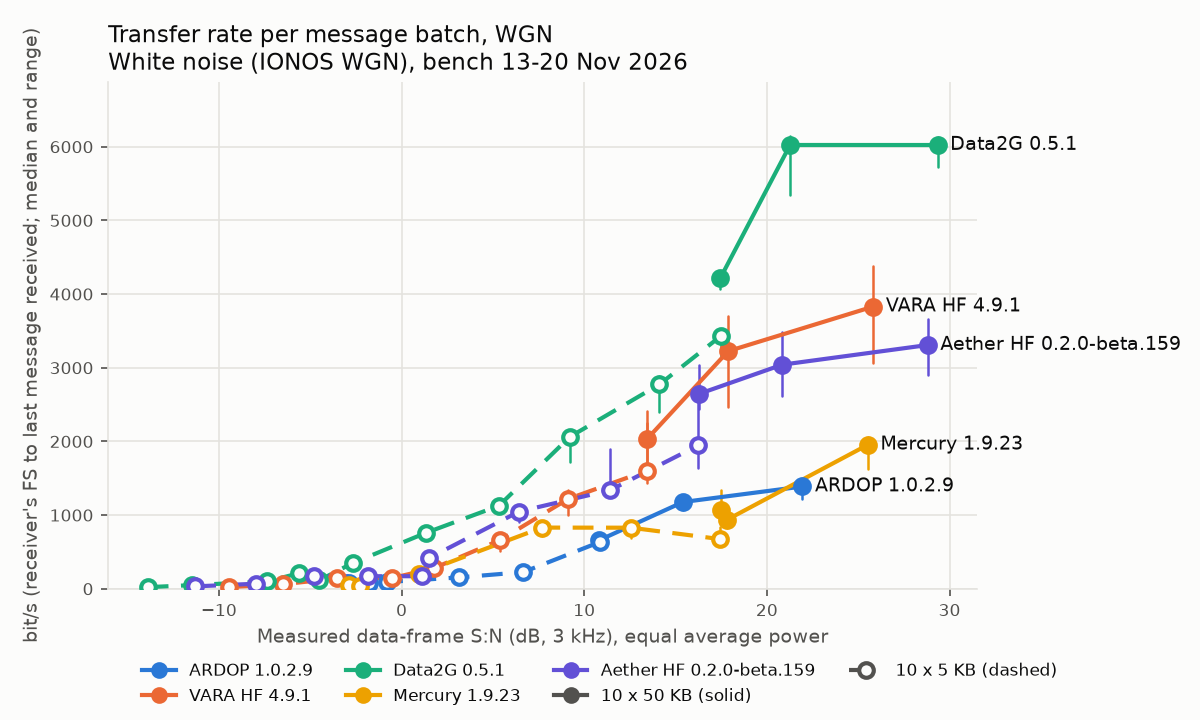 Transfer rate per message batch, WGN
White noise (IONOS WGN), bench 13-20 Nov 2026
bit/s (receiver's FS to last message received; median and range)
6000
5000
4000
3000
2000
1000
0
Data2G 0.5.1
VARA HF 4.9.1
Aether HF 0.2.0-beta.159
Mercury 1.9.23
ARDOP 1.0.2.9
−10 0 10 20 30
Measured data-frame S:N (dB, 3 kHz), equal average power
ARDOP 1.0.2.9 Data2G 0.5.1 Aether HF 0.2.0-beta.159 10 x 5 KB (dashed)
VARA HF 4.9.1 Mercury 1.9.23 10 x 50 KB (solid)